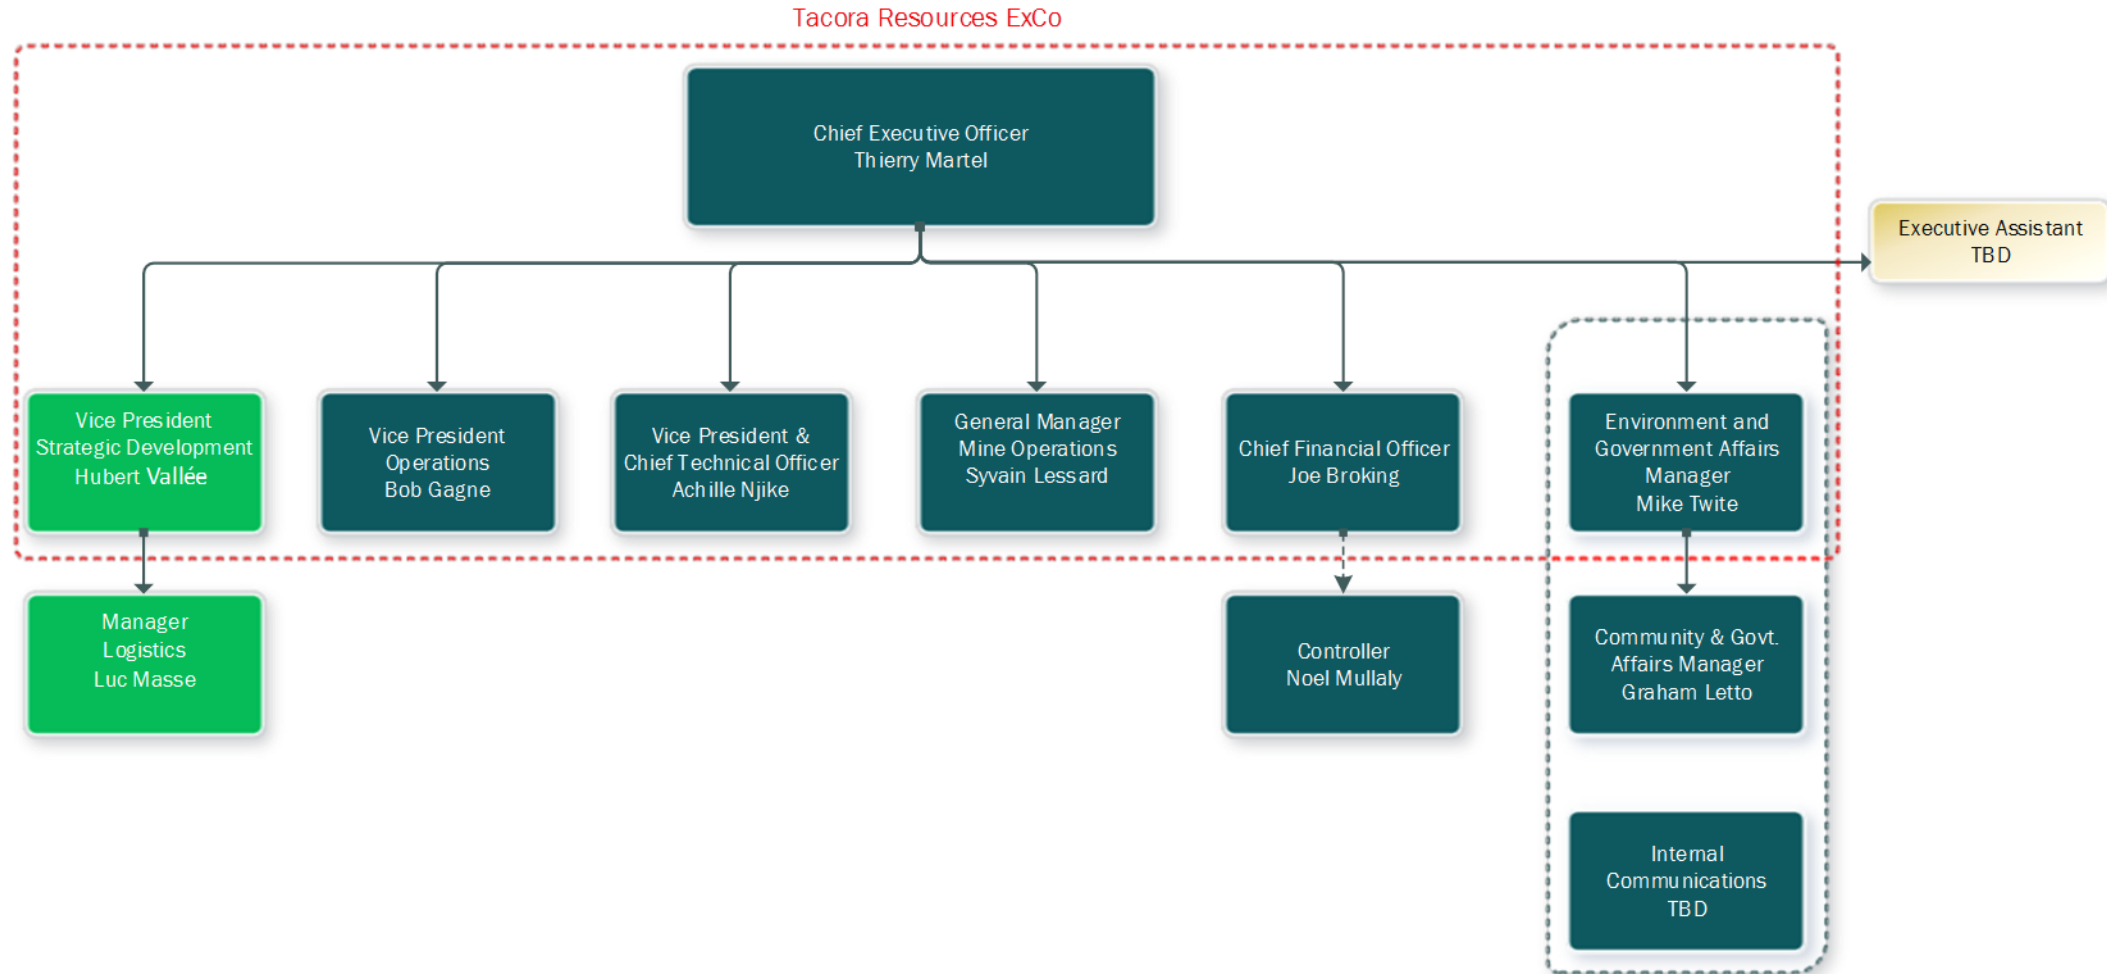 Tacora Resources ExCo
Chief Executive Officer
Thierry Martel
Executive Assistant
TBD
Vice President
Strategic Development
Hubert Vallée
Vice President
Operations
Bob Gagne
Vice President &
Chief Technical Officer
Achille Njike
General Manager
Mine Operations
Syvain Lessard
Chief Financial Officer
Joe Broking
Environment and
Government Affairs
Manager
Mike Twite
Manager
Logistics
Luc Masse
Controller
Noel Mullaly
Community & Govt.
Affairs Manager
Graham Letto
Internal
Communications
TBD